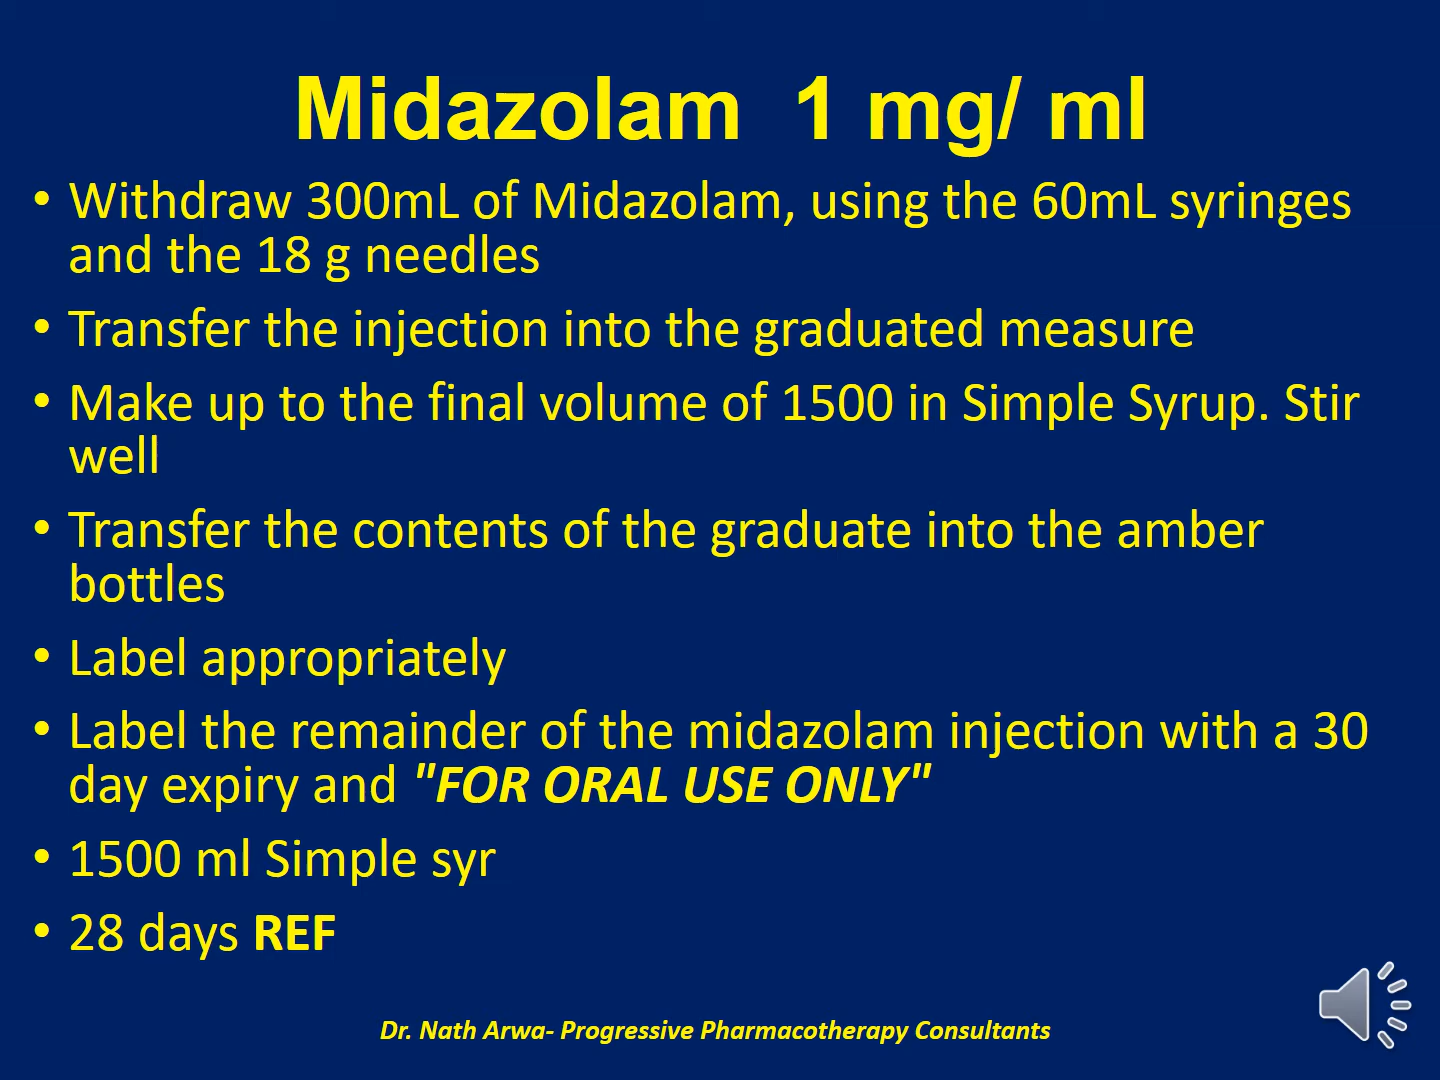 Midazolam  1 mg/ ml
• Withdraw 300mL of Midazolam, using the 60mL syringes
and the 18 g needles
• Transfer the injection into the graduated measure
• Make up to the final volume of 1500 in Simple Syrup. Stir
well
• Transfer the contents of the graduate into the amber
bottles
• Label appropriately
• Label the remainder of the midazolam injection with a 30
day expiry and "FOR ORAL USE ONLY"
• 1500 ml Simple syr
• 28 days REF
Dr. Nath Arwa- Progressive Pharmacotherapy Consultants